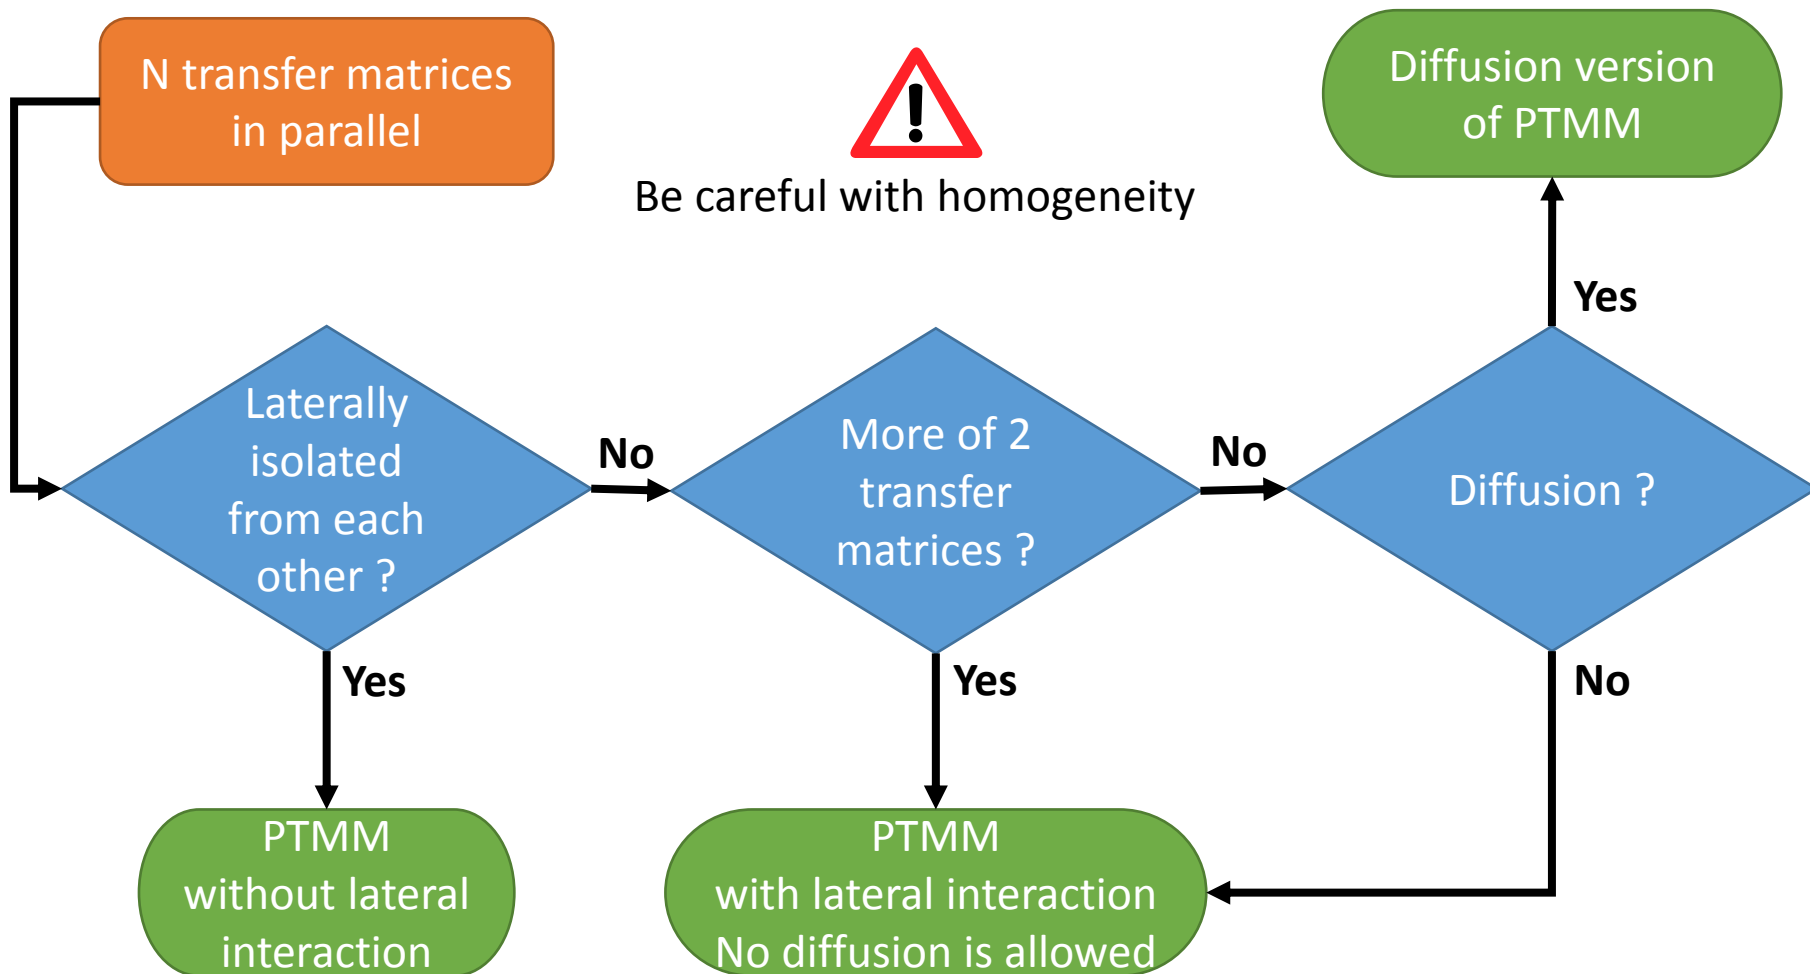 N transfer matrices
in parallel
!
Be careful with homogeneity
Diffusion version
of PTMM
Yes
Laterally
isolated
from each
other ?
No
More of 2
transfer
matrices ?
No
Diffusion ?
Yes
Yes
No
PTMM
without lateral
interaction
PTMM
with lateral interaction
No diffusion is allowed